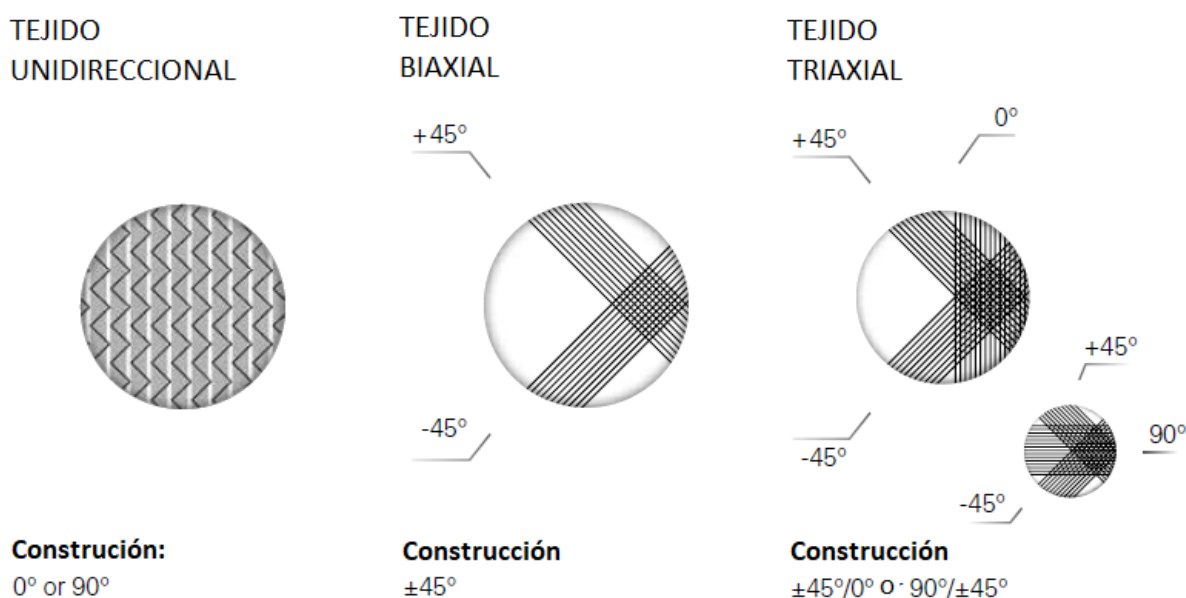 TEJIDO
UNIDIRECCIONAL
Construción:
0º or 90º
TEJIDO
BIAXIAL
+45º
-45º
Construcción
±45º
TEJIDO
TRIAXIAL
0º
+45º
-45º
+45º
90º
-45º
Construcción
±45º/0º o 90º/±45º